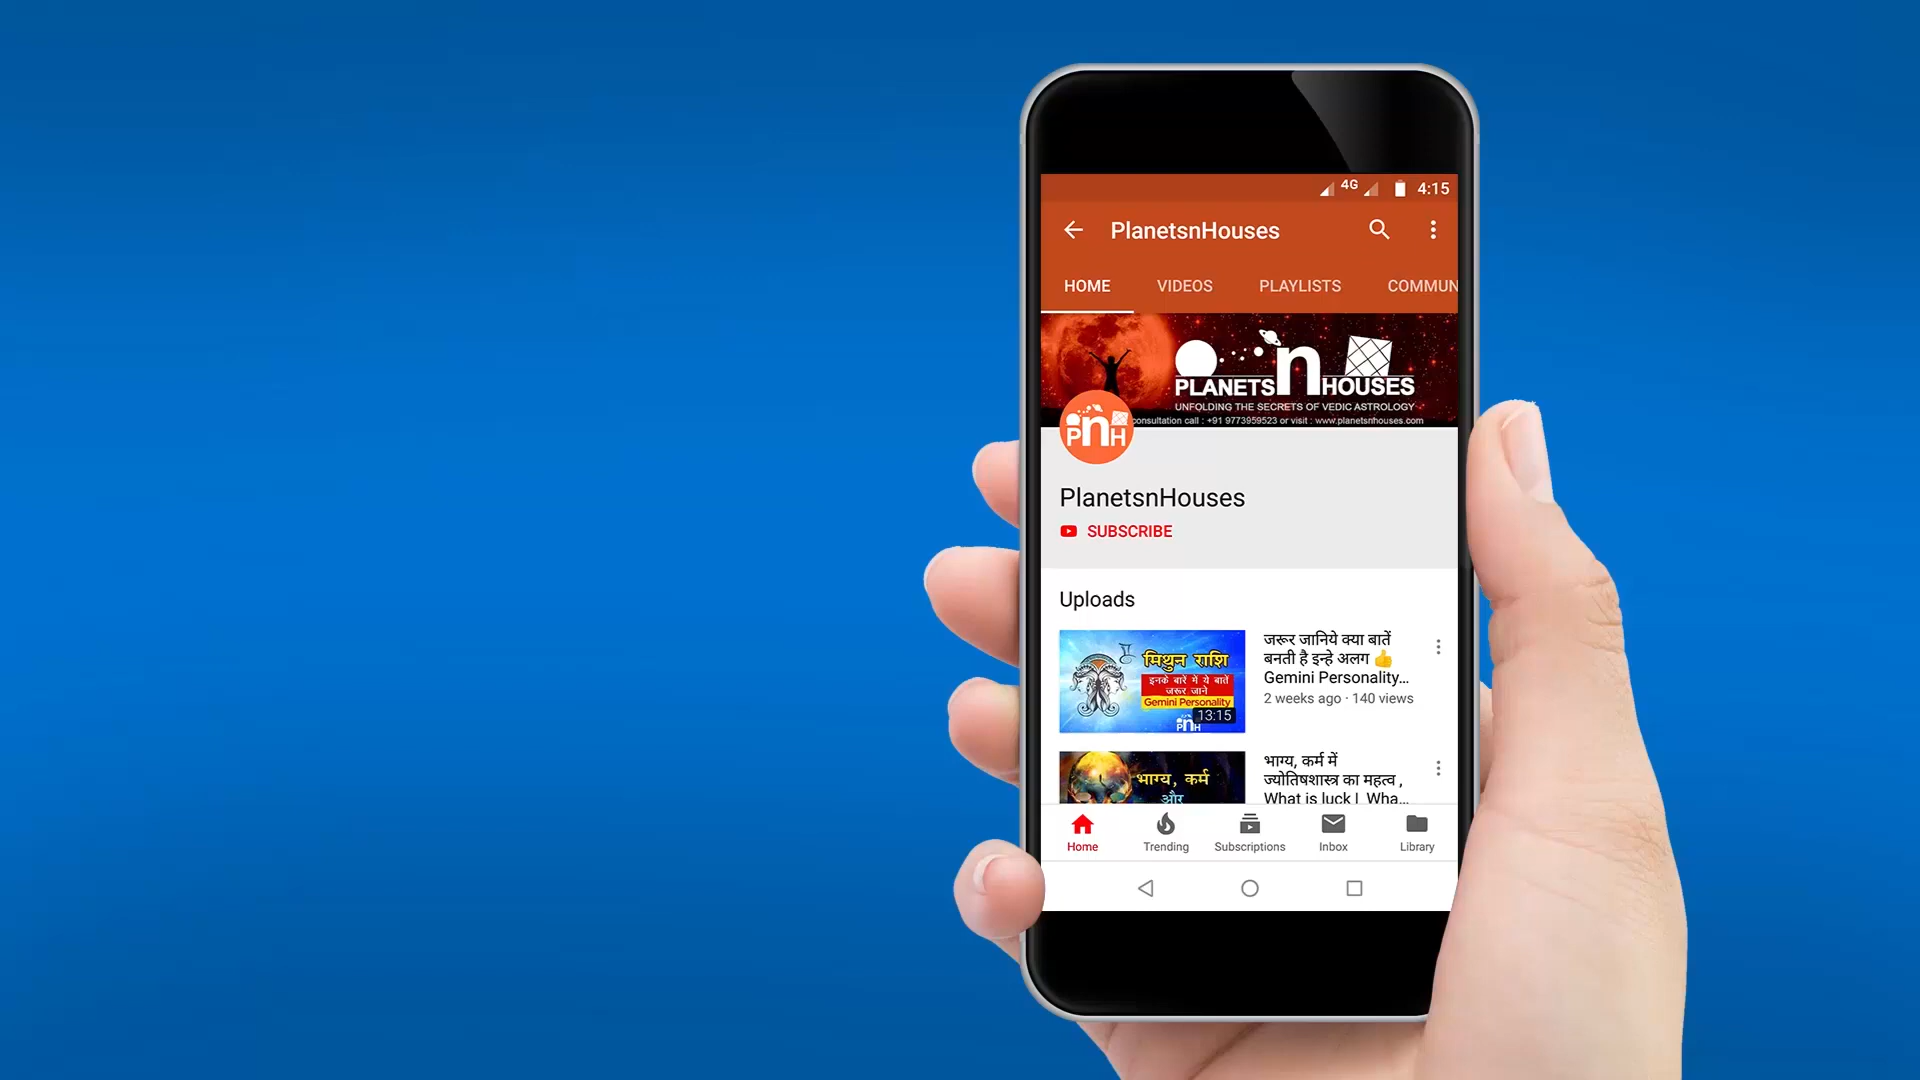 4G 4:15
PlanetsnHouses
HOME VIDEOS PLAYLISTS COMMUN
PLANETS n HOUSES
UNFOLDING THE SECRETS OF VEDIC ASTROLOGY
consultation call : +91 9773959523 or visit : www.planetsnhouses.com
PnH
PlanetsnHouses
SUBSCRIBE
Uploads
मिथुन राशि
इनके बारे में ये बातें
जरूर जाने
Gemini Personality
13:15
PnH
जरूर जानिये क्या बातें
बनती है इन्हे अलग 👍
Gemini Personality...
2 weeks ago · 140 views
भाग्य, कर्म
और
भाग्य, कर्म में
ज्योतिषशास्त्र का महत्व ,
What is luck | Wha...
Home Trending Subscriptions Inbox Library